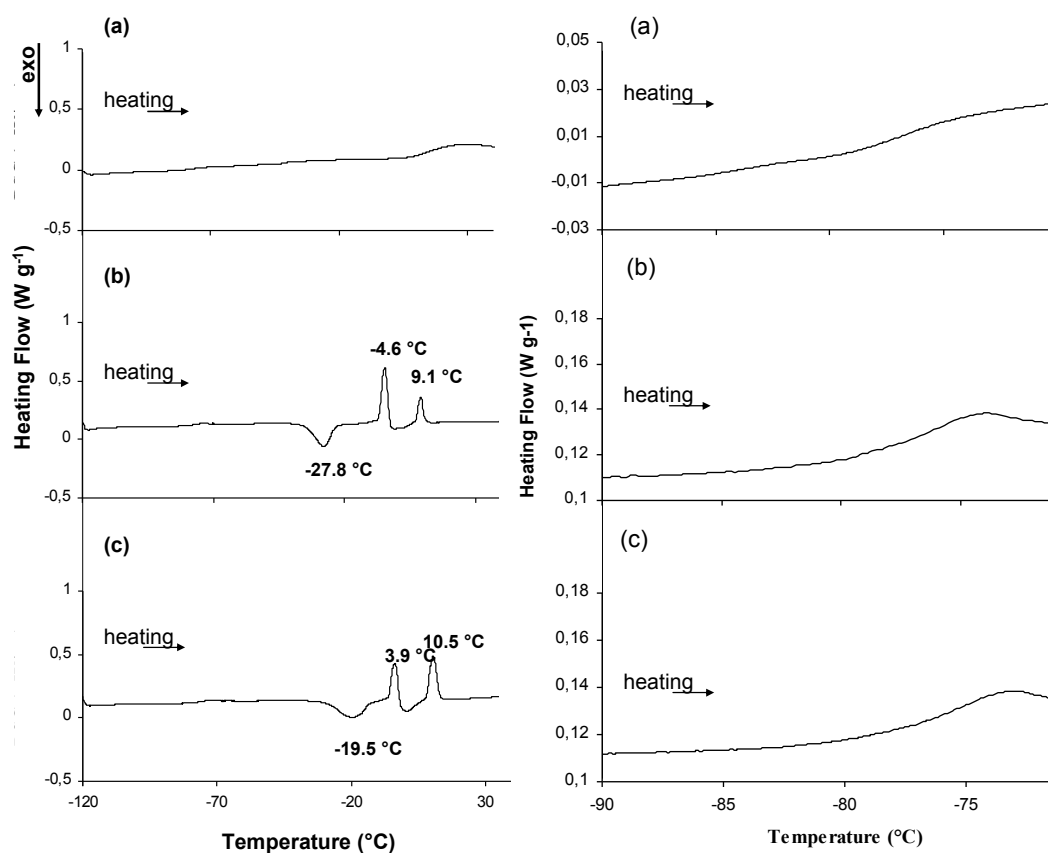 (a)
exo
1
heating
0,5
0
-0,5
(b)
1
-4.6 °C
heating
9.1 °C
0,5
0
-27.8 °C
-0,5
(c)
1
heating
10.5 °C
3.9 °C
0,5
0
-19.5 °C
-0,5
-120 -70 -20 30
Temperature (°C)
Heating Flow (W g-1)
(a)
0,05
0,03
heating
0,01
-0,01
-0,03
(b)
0,18
0,16
heating
0,14
0,12
0,1
(c)
0,18
0,16
heating
0,14
0,12
0,1
-90 -85 -80 -75
Temperature (°C)
Heating Flow (W g-1)